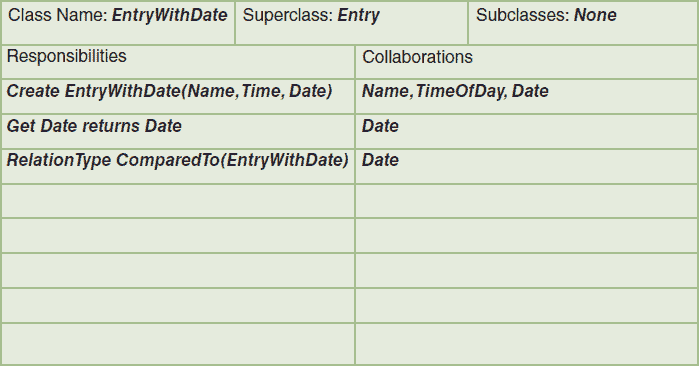 Class Name: EntryWithDate Superclass: Entry Subclasses: None
Responsibilities Collaborations
Create EntryWithDate(Name,Time, Date) Name,TimeOfDay, Date
Get Date returns Date Date
RelationType ComparedTo(EntryWithDate) Date